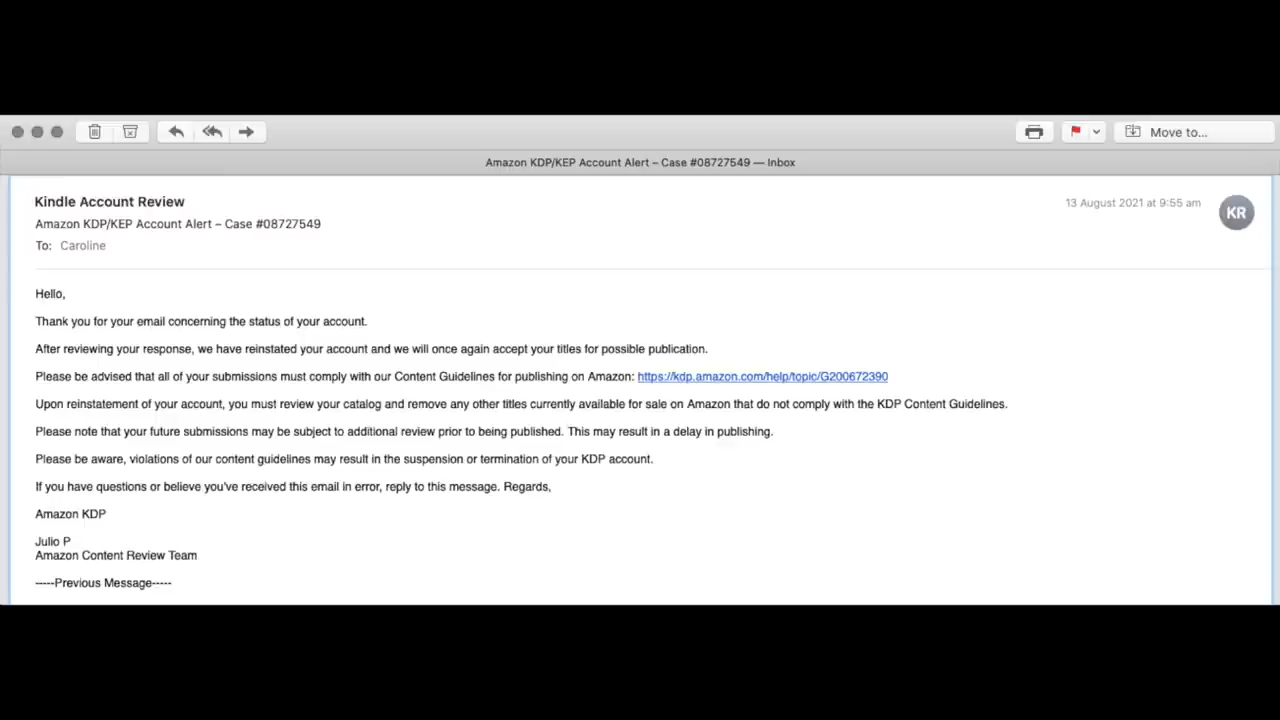 Move to...
Amazon KDP/KEP Account Alert – Case #08727549 — Inbox
Kindle Account Review
13 August 2021 at 9:55 am
KR
Amazon KDP/KEP Account Alert – Case #08727549
To: Caroline
Hello,
Thank you for your email concerning the status of your account.
After reviewing your response, we have reinstated your account and we will once again accept your titles for possible publication.
Please be advised that all of your submissions must comply with our Content Guidelines for publishing on Amazon: https://kdp.amazon.com/help/topic/G200672390
Upon reinstatement of your account, you must review your catalog and remove any other titles currently available for sale on Amazon that do not comply with the KDP Content Guidelines.
Please note that your future submissions may be subject to additional review prior to being published. This may result in a delay in publishing.
Please be aware, violations of our content guidelines may result in the suspension or termination of your KDP account.
If you have questions or believe you've received this email in error, reply to this message. Regards,
Amazon KDP
Julio P
Amazon Content Review Team
-----Previous Message-----